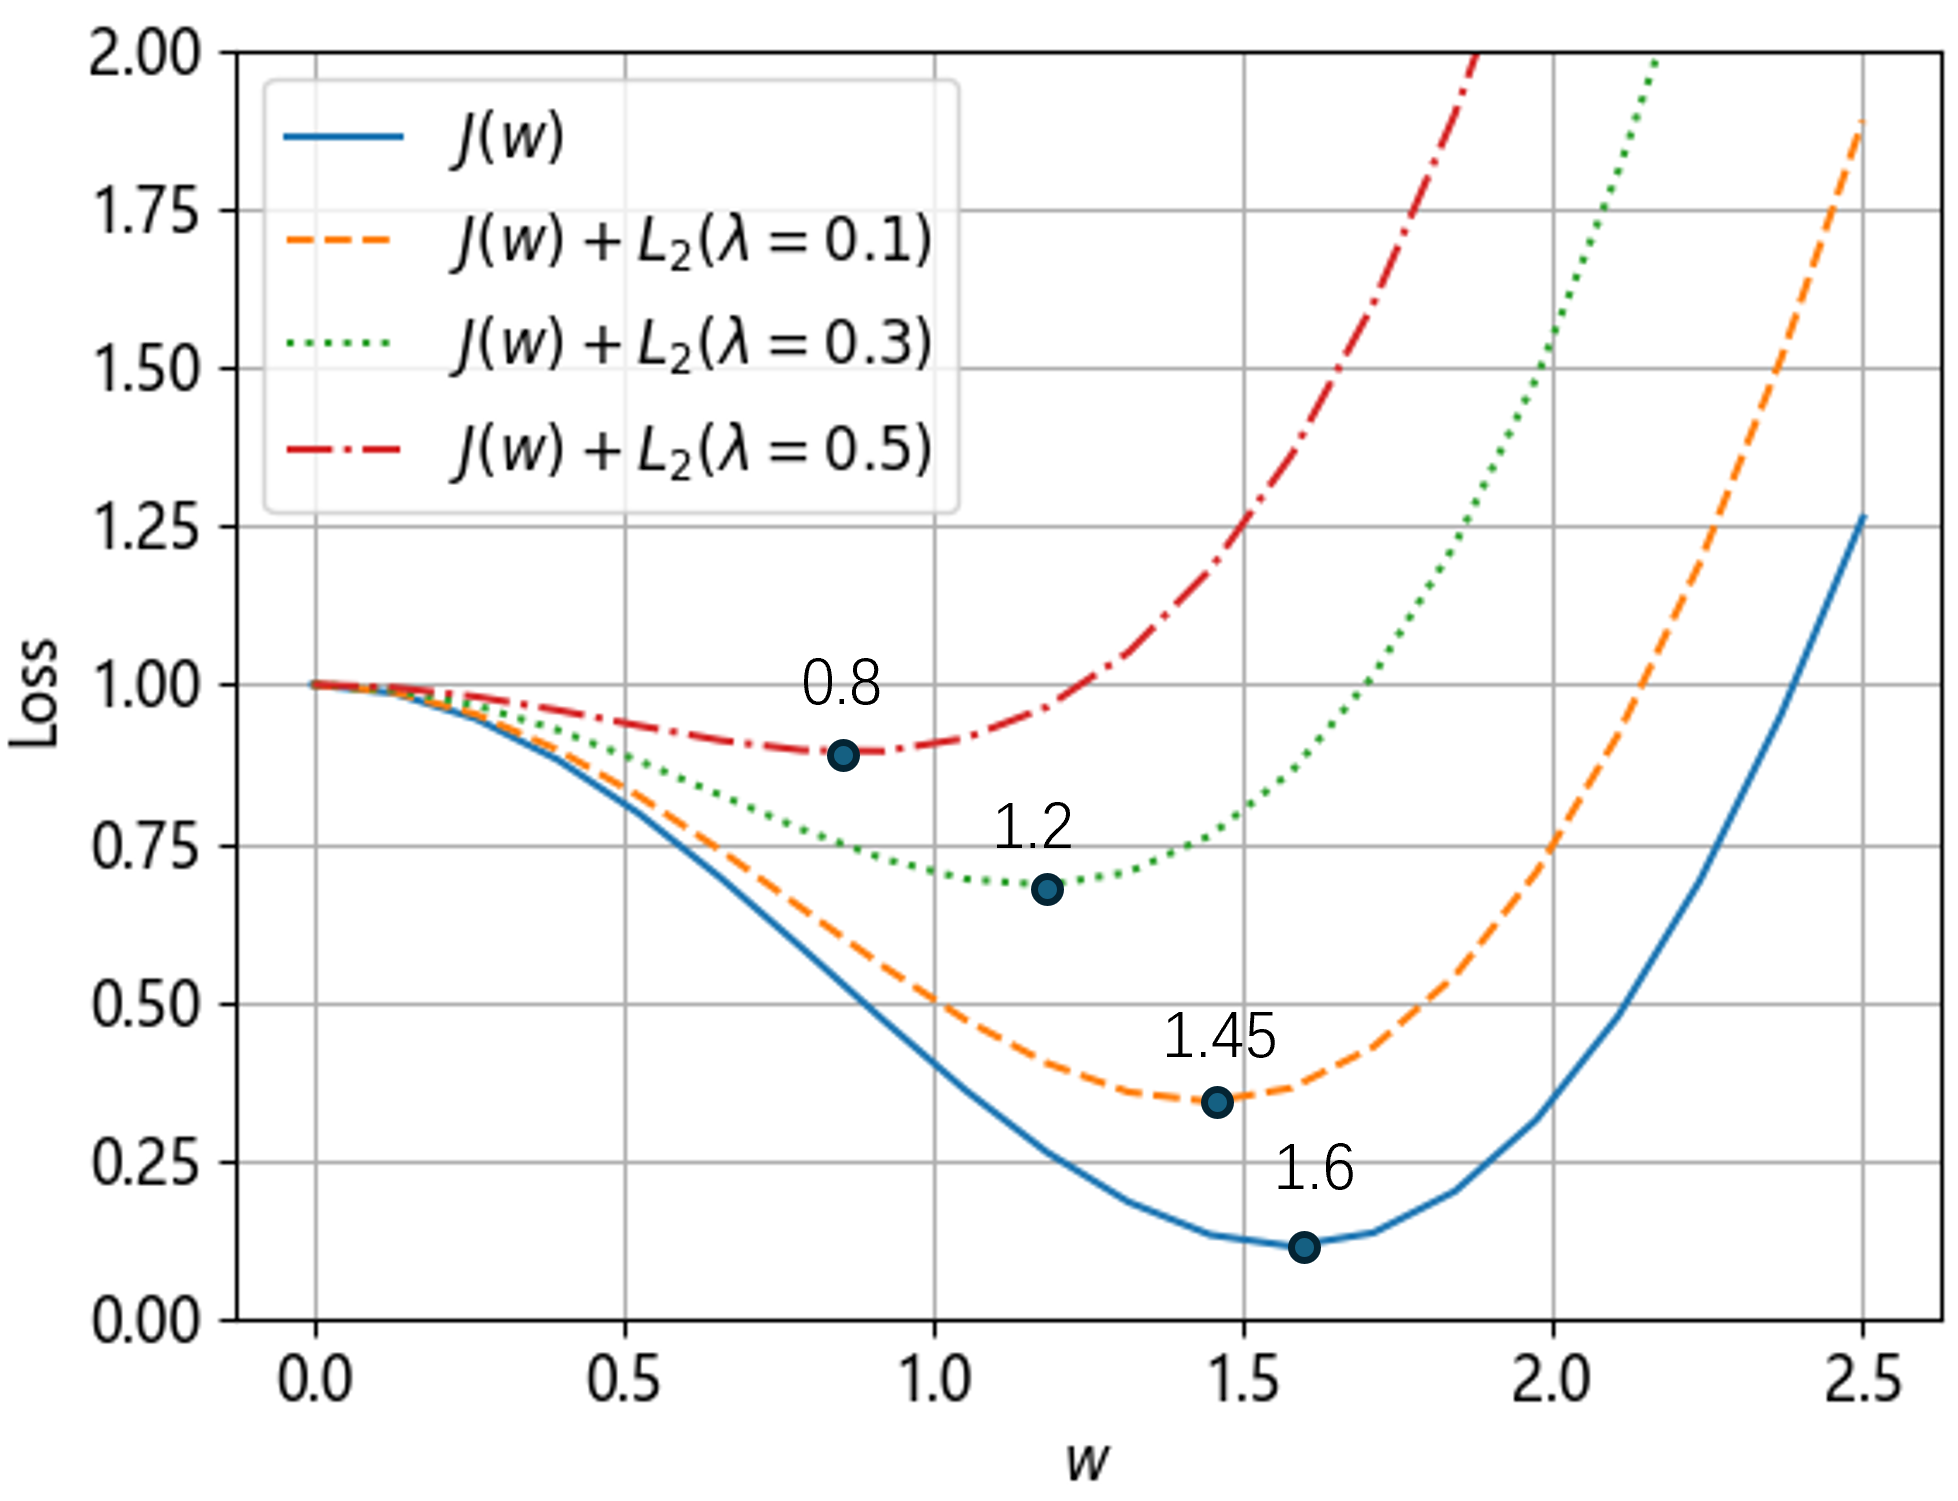 2.00
1.75
1.50
1.25
1.00
0.75
0.50
0.25
0.00
Loss
J(w)
J(w) + L₂(λ = 0.1)
J(w) + L₂(λ = 0.3)
J(w) + L₂(λ = 0.5)
0.8
1.2
1.45
1.6
0.0 0.5 1.0 1.5 2.0 2.5
w